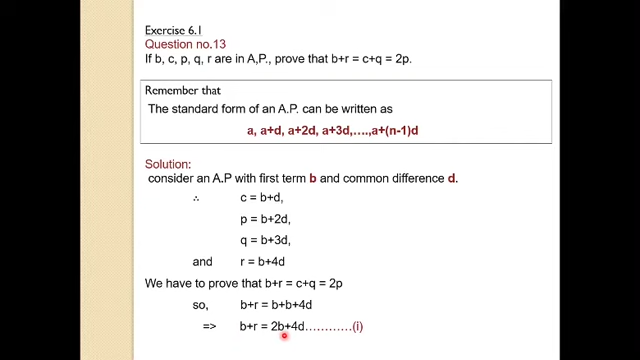 Exercise 6.1
Question no.13
If b, c, p, q, r are in A,P., prove that b+r = c+q = 2p.
Remember that
The standard form of an A.P. can be written as
a, a+d, a+2d, a+3d,….,a+(n-1)d
Solution:
consider an A.P with first term b and common difference d.
∴ c = b+d,
p = b+2d,
q = b+3d,
and r = b+4d
We have to prove that b+r = c+q = 2p
so, b+r = b+b+4d
=> b+r = 2b+4d…………(i)